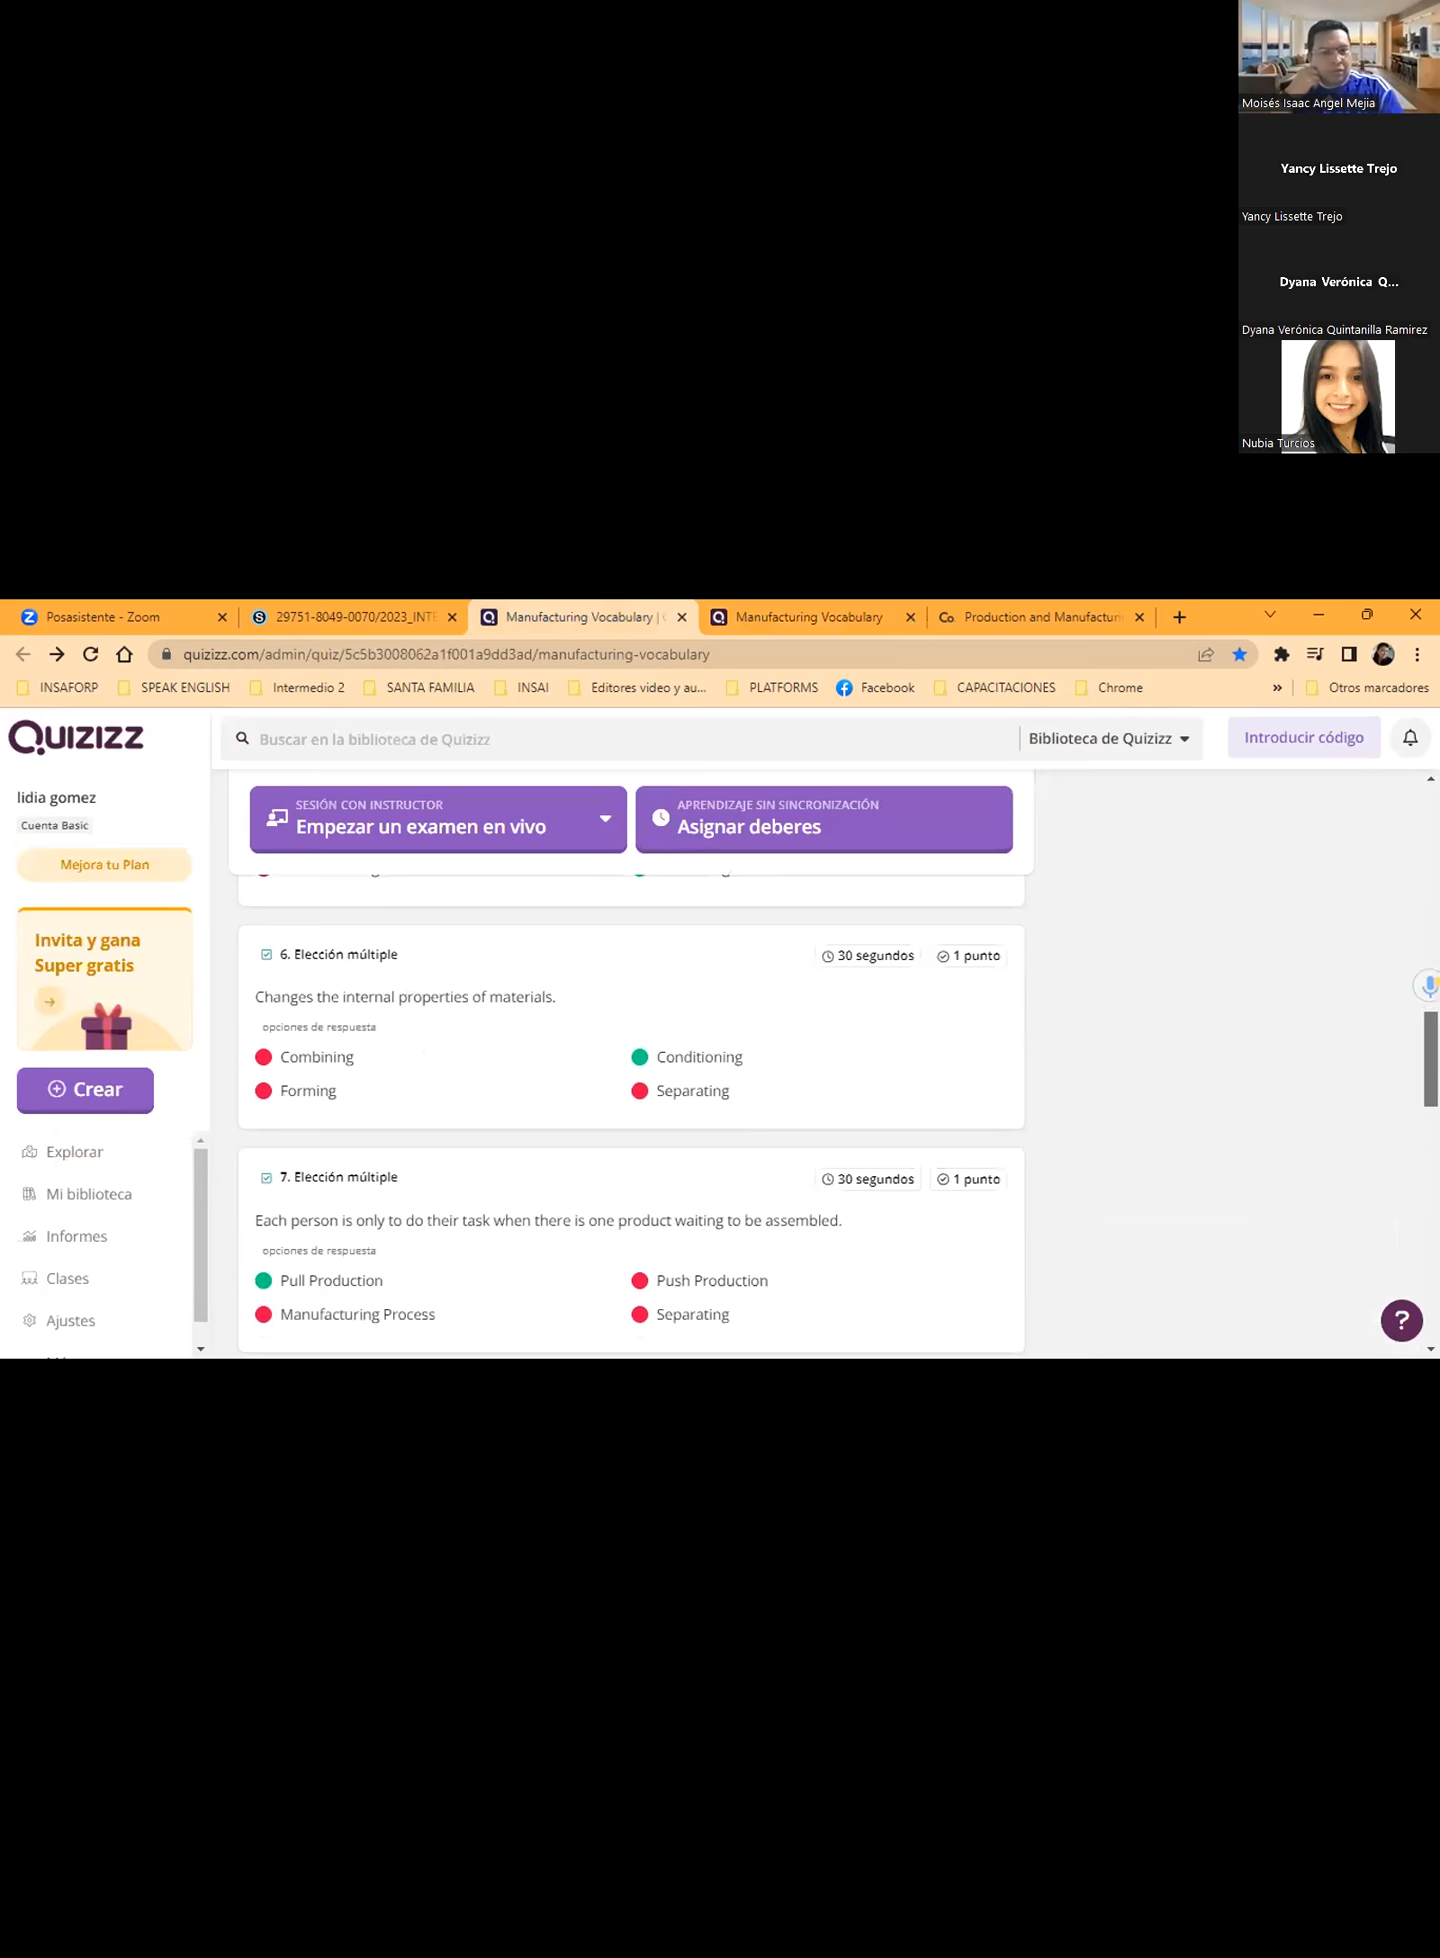 Moisés Isaac Angel Mejia
Yancy Lissette Trejo
Yancy Lissette Trejo
Dyana Verónica Q...
Dyana Verónica Quintanilla Ramirez
Nubia Turcios
Posasistente - Zoom
29751-8049-0070/2023_INTE
Manufacturing Vocabulary |
Manufacturing Vocabulary
Co. Production and Manufacturin
quizizz.com/admin/quiz/5c5b3008062a1f001a9dd3ad/manufacturing-vocabulary
INSAFORP SPEAK ENGLISH Intermedio 2 SANTA FAMILIA INSAI Editores video y au... PLATFORMS Facebook CAPACITACIONES Chrome » Otros marcadores
QUIZIZZ
Buscar en la biblioteca de Quizizz
Biblioteca de Quizizz
Introducir código
lidia gomez
Cuenta Basic
Mejora tu Plan
Invita y gana
Super gratis
Crear
Explorar
Mi biblioteca
Informes
Clases
Ajustes
SESIÓN CON INSTRUCTOR
Empezar un examen en vivo
APRENDIZAJE SIN SINCRONIZACIÓN
Asignar deberes
6. Elección múltiple
30 segundos
1 punto
Changes the internal properties of materials.
opciones de respuesta
Combining
Conditioning
Forming
Separating
7. Elección múltiple
30 segundos
1 punto
Each person is only to do their task when there is one product waiting to be assembled.
opciones de respuesta
Pull Production
Push Production
Manufacturing Process
Separating
?